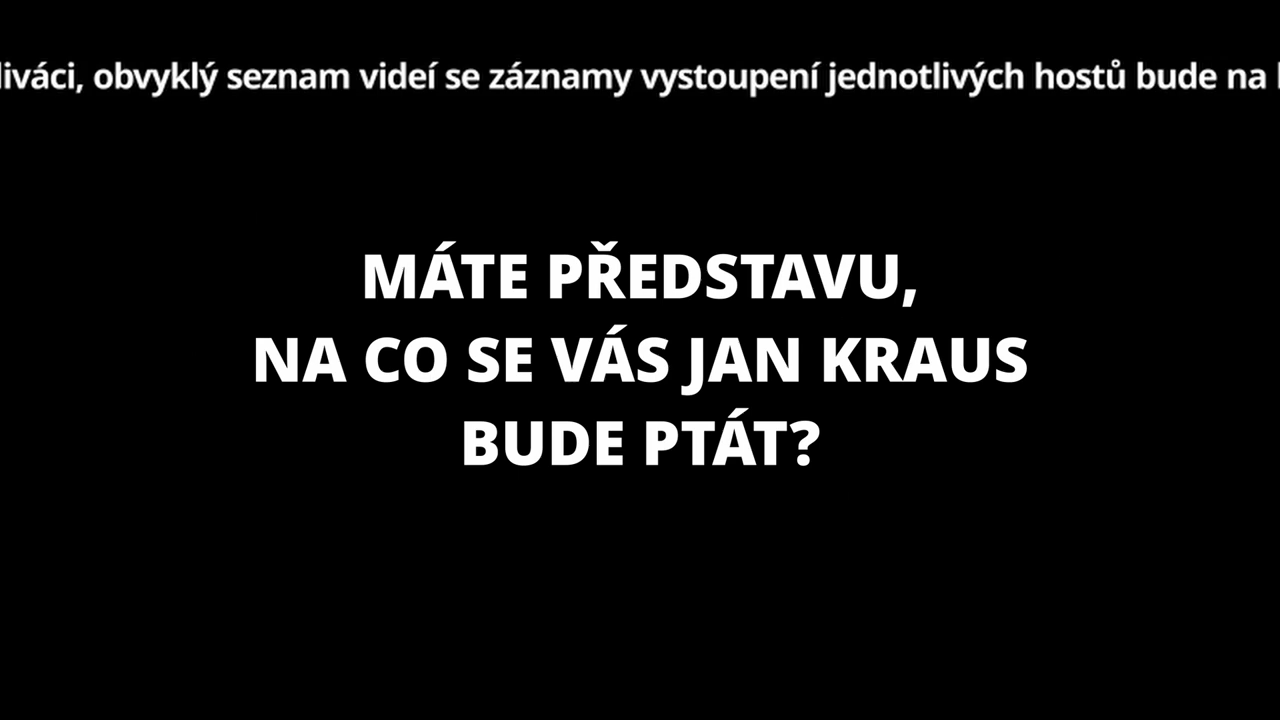 obvyklý seznam videí se záznamy vystoupení jednotlivých hostů bude na
MÁTE PŘEDSTAVU,
NA CO SE VÁS JAN KRAUS
BUDE PTÁT?